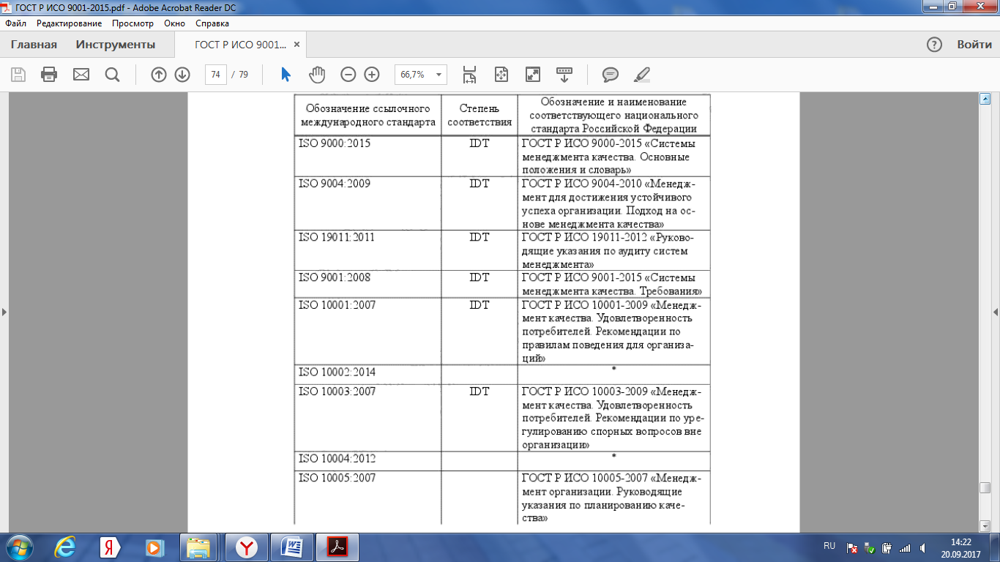 ГОСТ Р ИСО 9001-2015.pdf - Adobe Acrobat Reader DC
Файл Редактирование Просмотр Окно Справка
Главная Инструменты ГОСТ Р ИСО 9001... × ? Войти
74 / 79 66,7%
Обозначение ссылочного
международного стандарта
Степень
соответствия
Обозначение и наименование
соответствующего национального
стандарта Российской Федерации
ISO 9000:2015 IDT ГОСТ Р ИСО 9000-2015 «Системы
менеджмента качества. Основные
положения и словарь»
ISO 9004:2009 IDT ГОСТ Р ИСО 9004-2010 «Менедж-
мент для достижения устойчивого
успеха организации. Подход на ос-
нове менеджмента качества»
ISO 19011:2011 IDT ГОСТ Р ИСО 19011-2012 «Руково-
дящие указания по аудиту систем
менеджмента»
ISO 9001:2008 IDT ГОСТ Р ИСО 9001-2015 «Системы
менеджмента качества. Требования»
ISO 10001:2007 IDT ГОСТ Р ИСО 10001-2009 «Менедж-
мент качества. Удовлетворенность
потребителей. Рекомендации по
правилам поведения для организа-
ций»
ISO 10002:2014 *
ISO 10003:2007 IDT ГОСТ Р ИСО 10003-2009 «Менедж-
мент качества. Удовлетворенность
потребителей. Рекомендации по уре-
гулированию спорных вопросов вне
организации»
ISO 10004:2012 *
ISO 10005:2007 ГОСТ Р ИСО 10005-2007 «Менедж-
мент организации. Руководящие
указания по планированию каче-
ства»
RU 14:22
20.09.2017